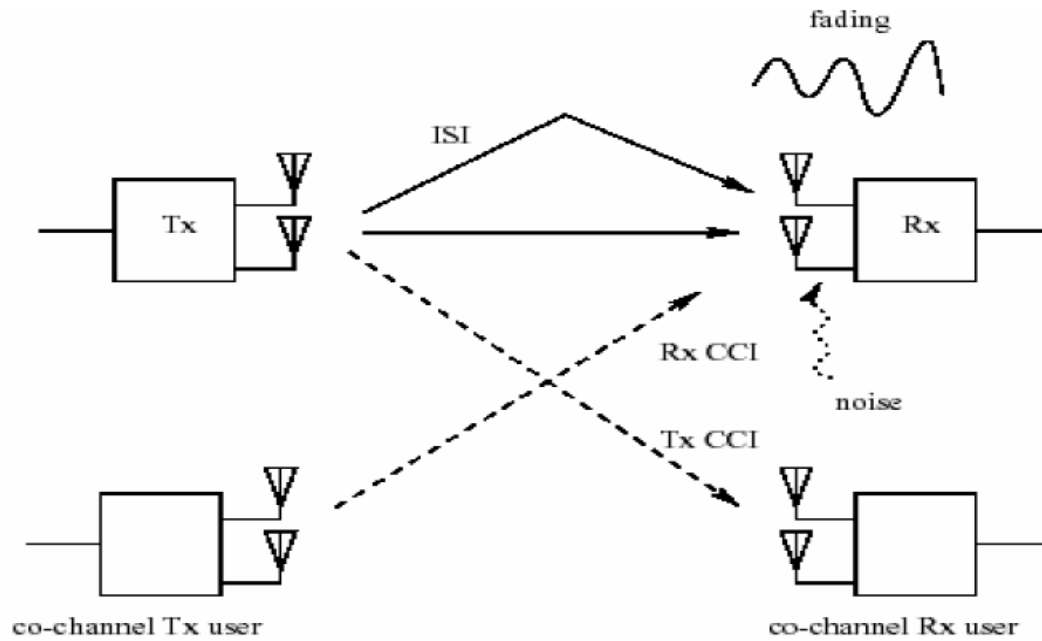 fading
ISI
Tx
Rx
Rx CCI
noise
Tx CCI
co-channel Tx user
co-channel Rx user